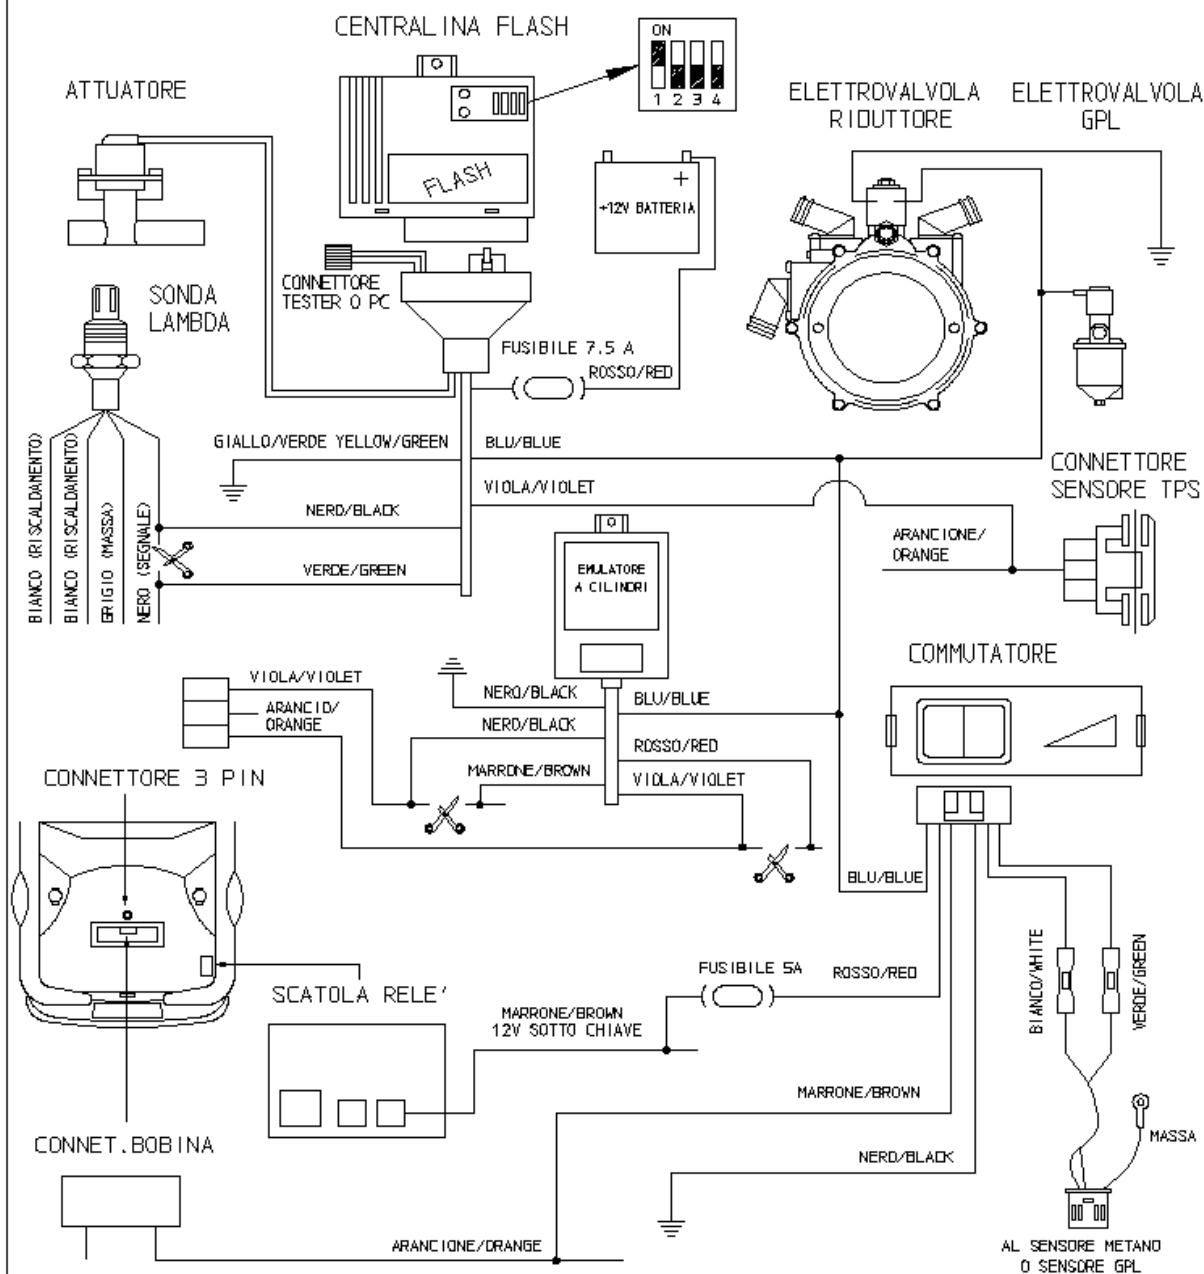 CENTRALINA FLASH
ON
1 2 3 4
ATTUATORE
ELETTROVALVOLA
RIDUTTORE
ELETTROVALVOLA
GPL
FLASH
+
+12V BATTERIA
CONNETTORE
TESTER O PC
SONDA
LAMBDA
FUSIBILE 7.5 A
ROSSO/RED
GIALLO/VERDE YELLOW/GREEN
BLU/BLUE
VIOLA/VIOLET
CONNETTORE
SENSORE TPS
NERO/BLACK
ARANCIONE/
ORANGE
VERDE/GREEN
BIANCO (RISCALDAMENTO)
BIANCO (RISCALDAMENTO)
GRIGIO (MASSA)
NERO (SEGNALE)
EMULATORE
A CILINDRI
COMMUTATORE
VIOLA/VIOLET
ARANCIO/
ORANGE
NERO/BLACK
BLU/BLUE
NERO/BLACK
ROSSO/RED
MARRONE/BROWN
VIOLA/VIOLET
CONNETTORE 3 PIN
BLU/BLUE
BIANCO/WHITE
VERDE/GREEN
FUSIBILE 5A
ROSSO/RED
SCATOLA RELE'
MARRONE/BROWN
12V SOTTO CHIAVE
MARRONE/BROWN
MASSA
CONNET.BOBINA
NERO/BLACK
ARANCIONE/ORANGE
AL SENSORE METANO
O SENSORE GPL